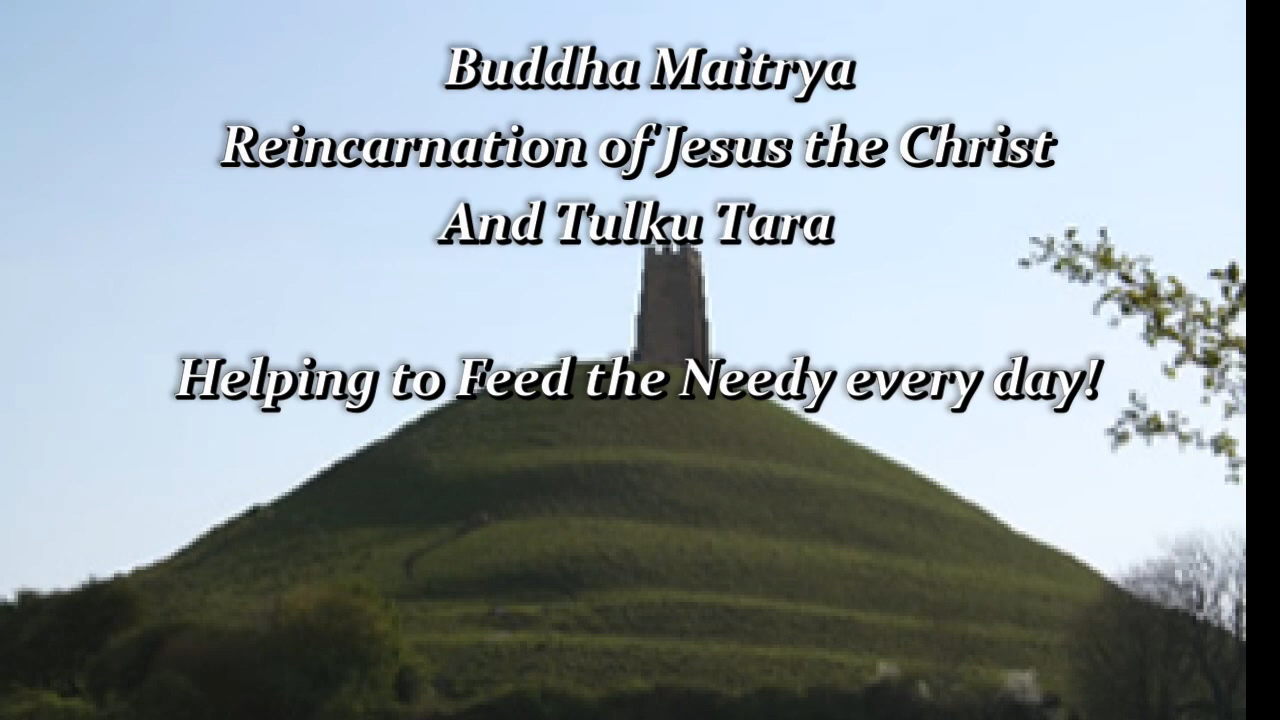 Buddha Maitrya
Reincarnation of Jesus the Christ
And Tulku Tara
Helping to Feed the Needy every day!